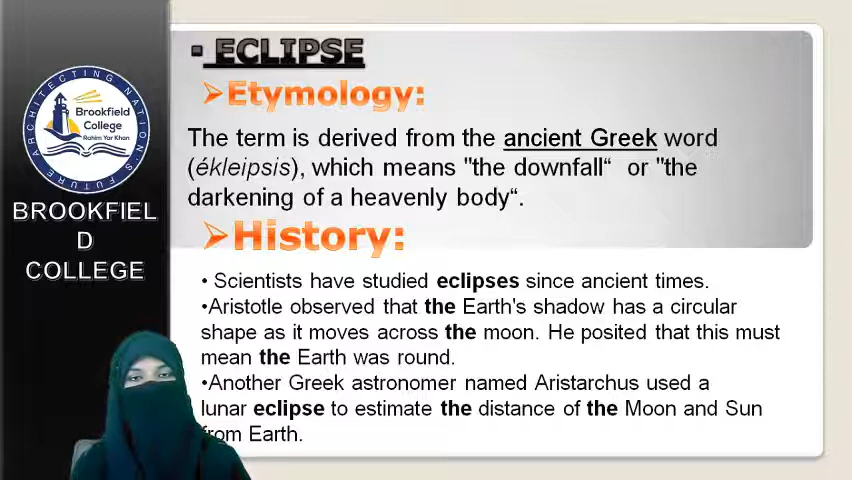 ECLIPSE
Etymology:
The term is derived from the ancient Greek word
(ékleipsis), which means "the downfall“ or "the
darkening of a heavenly body“.
History:
• Scientists have studied eclipses since ancient times.
•Aristotle observed that the Earth's shadow has a circular
shape as it moves across the moon. He posited that this must
mean the Earth was round.
•Another Greek astronomer named Aristarchus used a
lunar eclipse to estimate the distance of the Moon and Sun
from Earth.
ARCHITECTING NATION'S FUTURE
Brookfield
College
Rahim Yar Khan
BROOKFIEL
D
COLLEGE